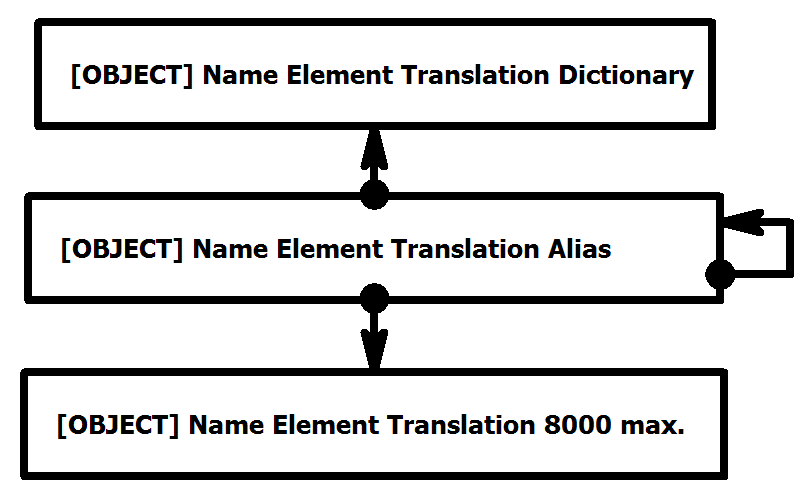 [OBJECT] Name Element Translation Dictionary
[OBJECT] Name Element Translation Alias
[OBJECT] Name Element Translation 8000 max.